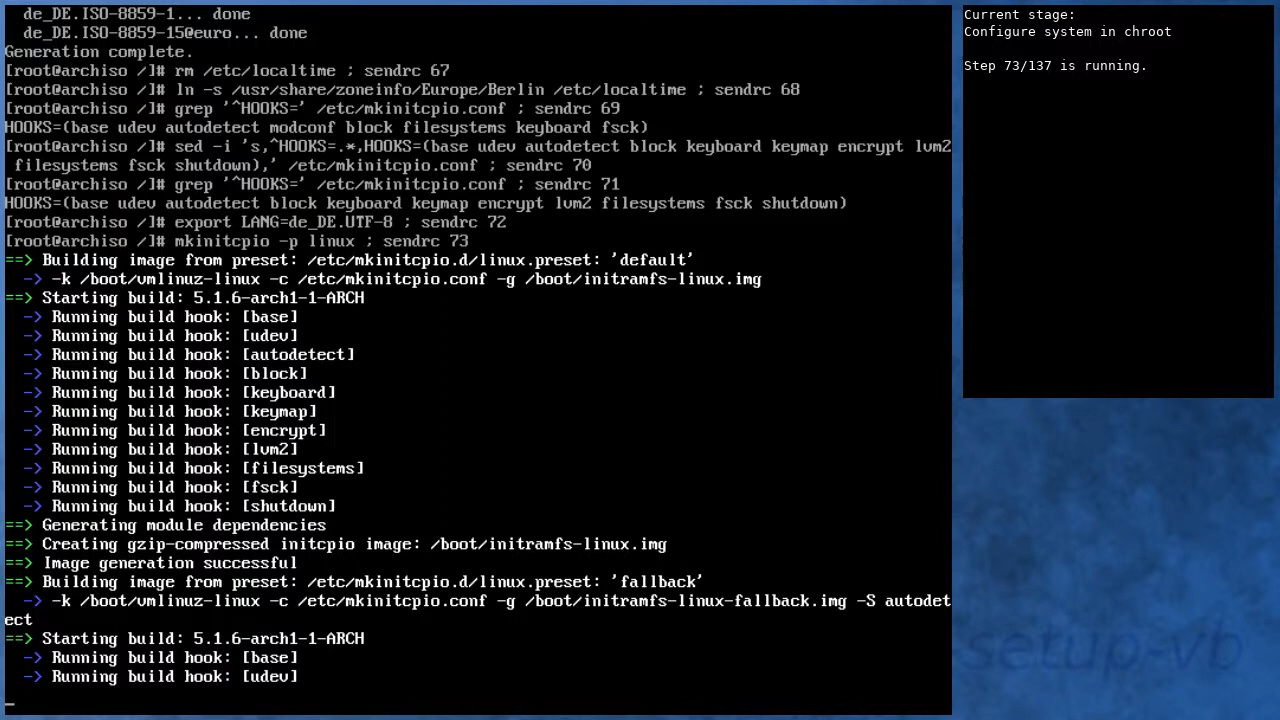 de_DE.ISO-8859-1... done
de_DE.ISO-8859-15@euro... done
Generation complete.
[root@archiso /]# rm /etc/localtime ; sendrc 67
[root@archiso /]# ln -s /usr/share/zoneinfo/Europe/Berlin /etc/localtime ; sendrc 68
[root@archiso /]# grep '^HOOKS=' /etc/mkinitcpio.conf ; sendrc 69
HOOKS=(base udev autodetect modconf block filesystems keyboard fsck)
[root@archiso /]# sed -i 's,^HOOKS=.*,HOOKS=(base udev autodetect block keyboard keymap encrypt lvm2
 filesystems fsck shutdown),' /etc/mkinitcpio.conf ; sendrc 70
[root@archiso /]# grep '^HOOKS=' /etc/mkinitcpio.conf ; sendrc 71
HOOKS=(base udev autodetect block keyboard keymap encrypt lvm2 filesystems fsck shutdown)
[root@archiso /]# export LANG=de_DE.UTF-8 ; sendrc 72
[root@archiso /]# mkinitcpio -p linux ; sendrc 73
==> Building image from preset: /etc/mkinitcpio.d/linux.preset: 'default'
-> -k /boot/vmlinuz-linux -c /etc/mkinitcpio.conf -g /boot/initramfs-linux.img
==> Starting build: 5.1.6-arch1-1-ARCH
-> Running build hook: [base]
-> Running build hook: [udev]
-> Running build hook: [autodetect]
-> Running build hook: [block]
-> Running build hook: [keyboard]
-> Running build hook: [keymap]
-> Running build hook: [encrypt]
-> Running build hook: [lvm2]
-> Running build hook: [filesystems]
-> Running build hook: [fsck]
-> Running build hook: [shutdown]
==> Generating module dependencies
==> Creating gzip-compressed initcpio image: /boot/initramfs-linux.img
==> Image generation successful
==> Building image from preset: /etc/mkinitcpio.d/linux.preset: 'fallback'
-> -k /boot/vmlinuz-linux -c /etc/mkinitcpio.conf -g /boot/initramfs-linux-fallback.img -S autodet
ect
==> Starting build: 5.1.6-arch1-1-ARCH
-> Running build hook: [base]
-> Running build hook: [udev]
_
Current stage:
Configure system in chroot
Step 73/137 is running.
setup-vb